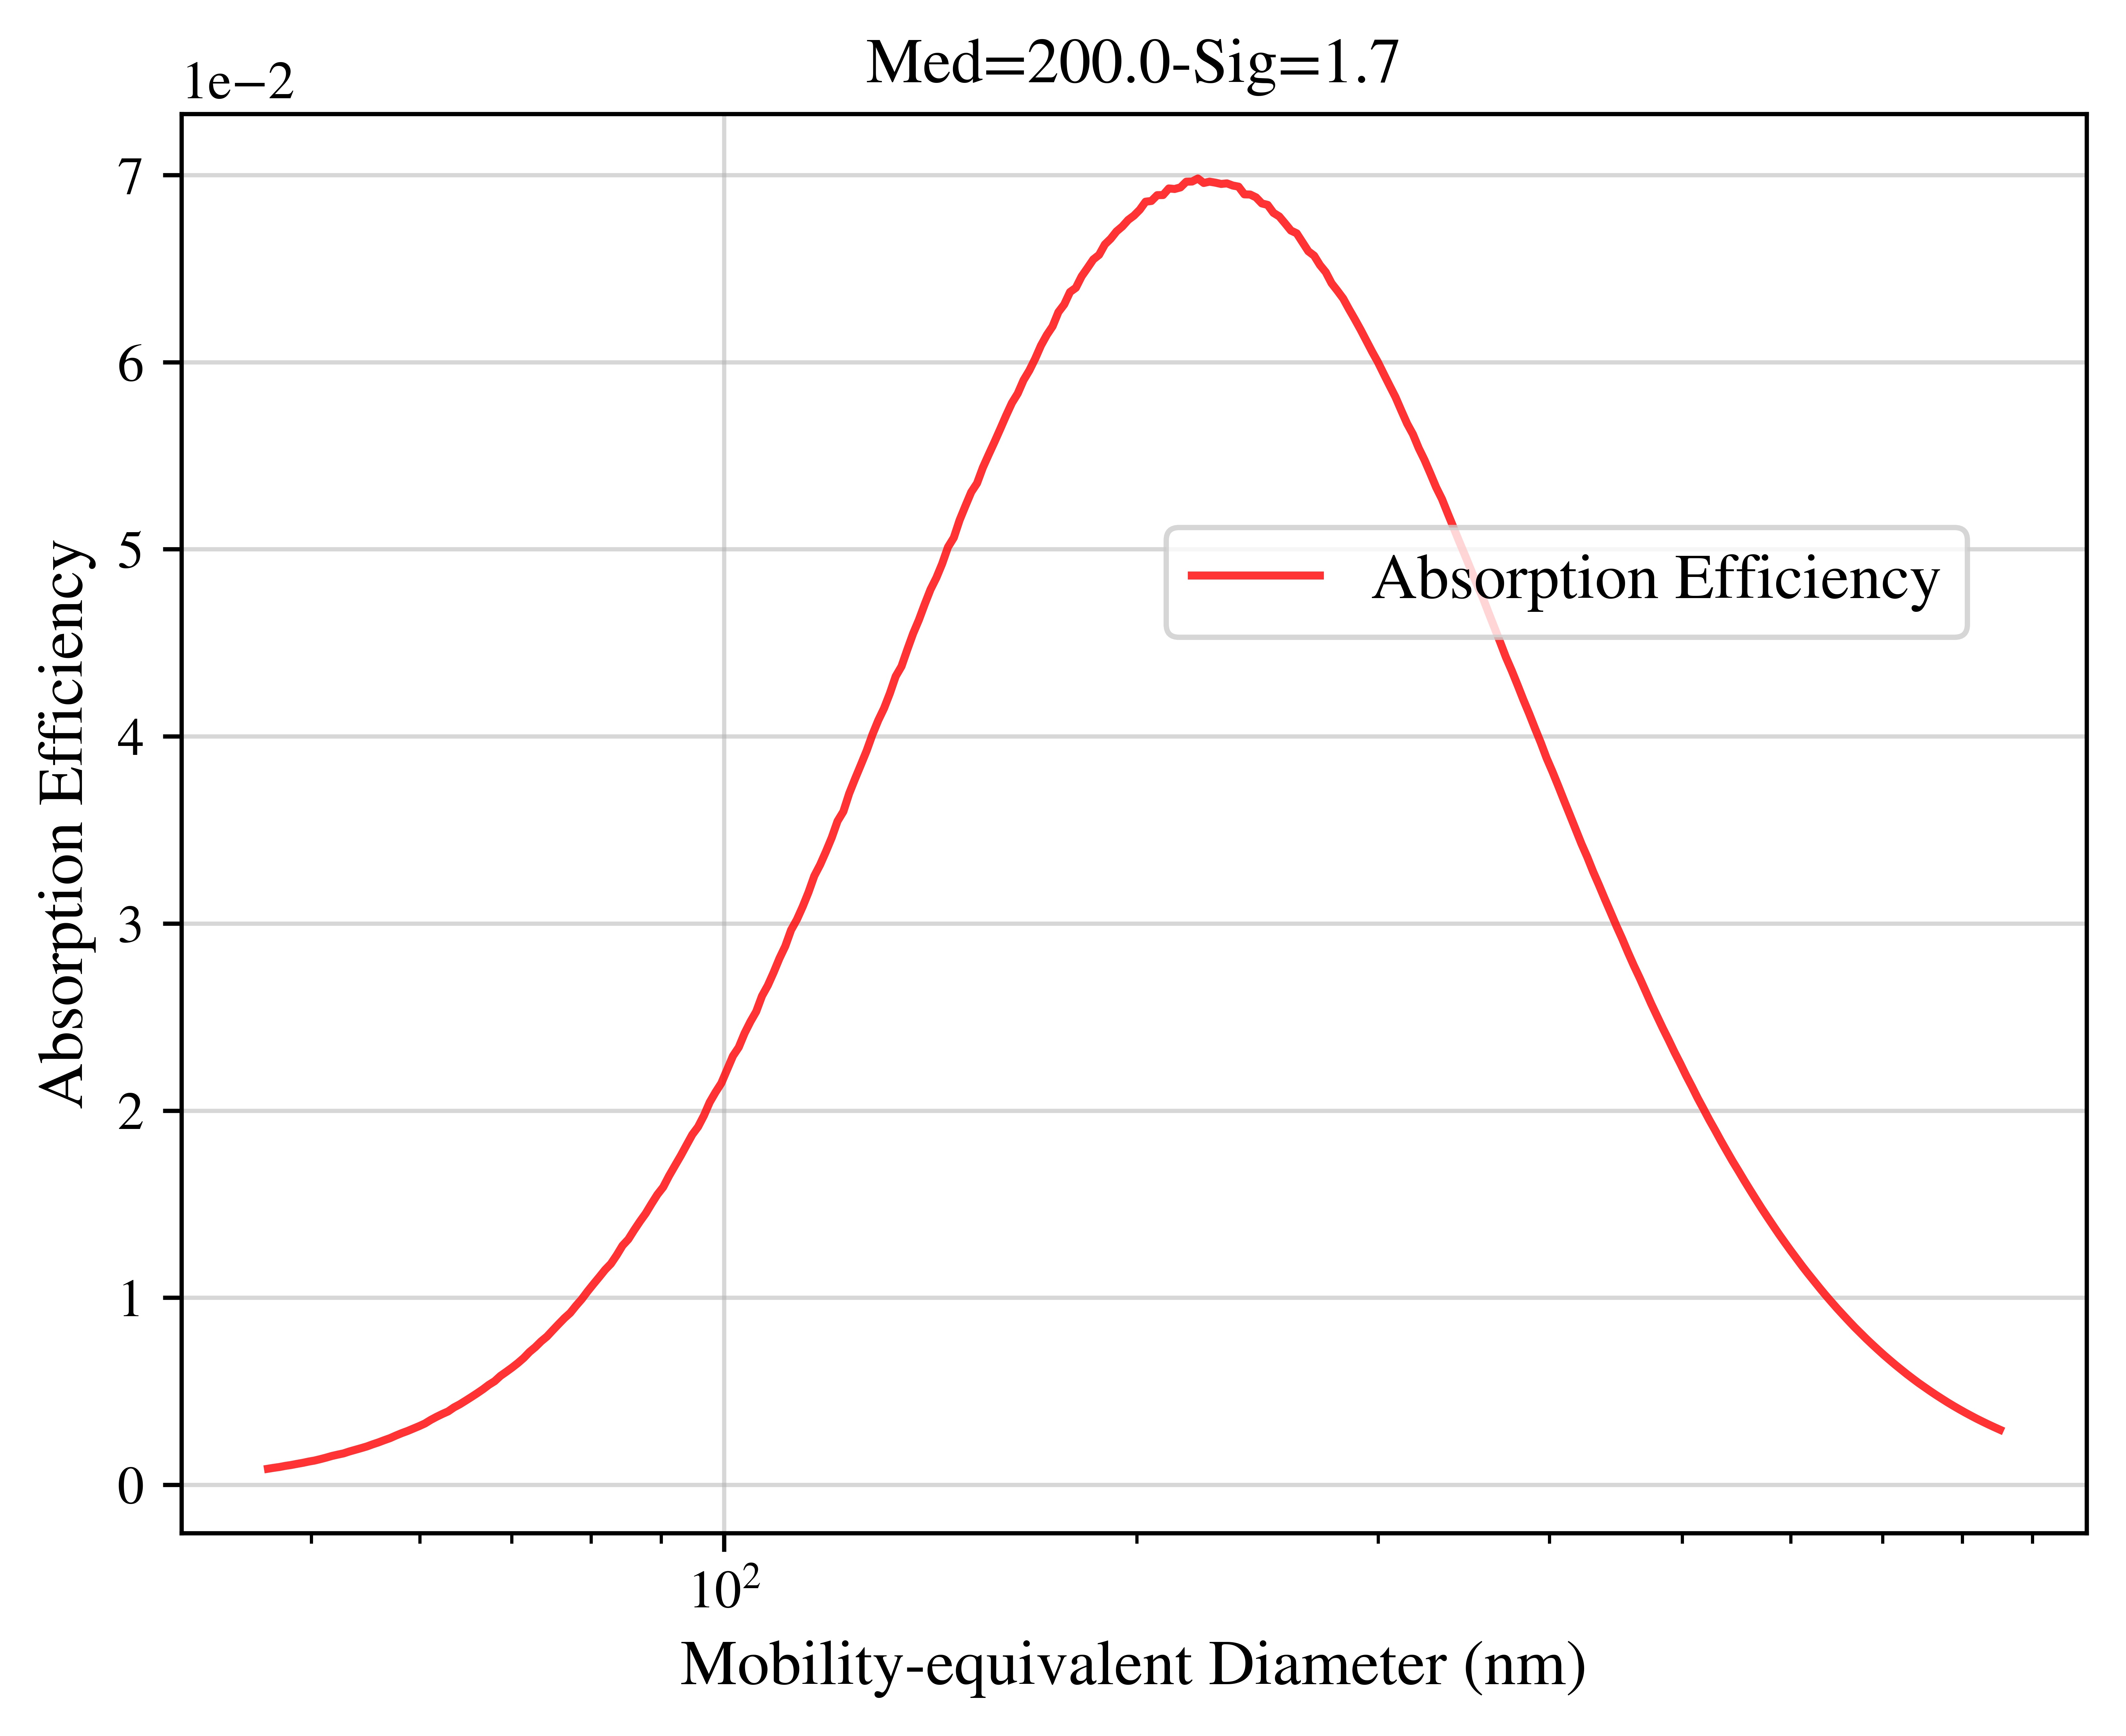 Med=200.0-Sig=1.7
1e−2
7
6
5
4
3
2
1
0
Absorption Efficiency
Absorption Efficiency
10²
Mobility-equivalent Diameter (nm)